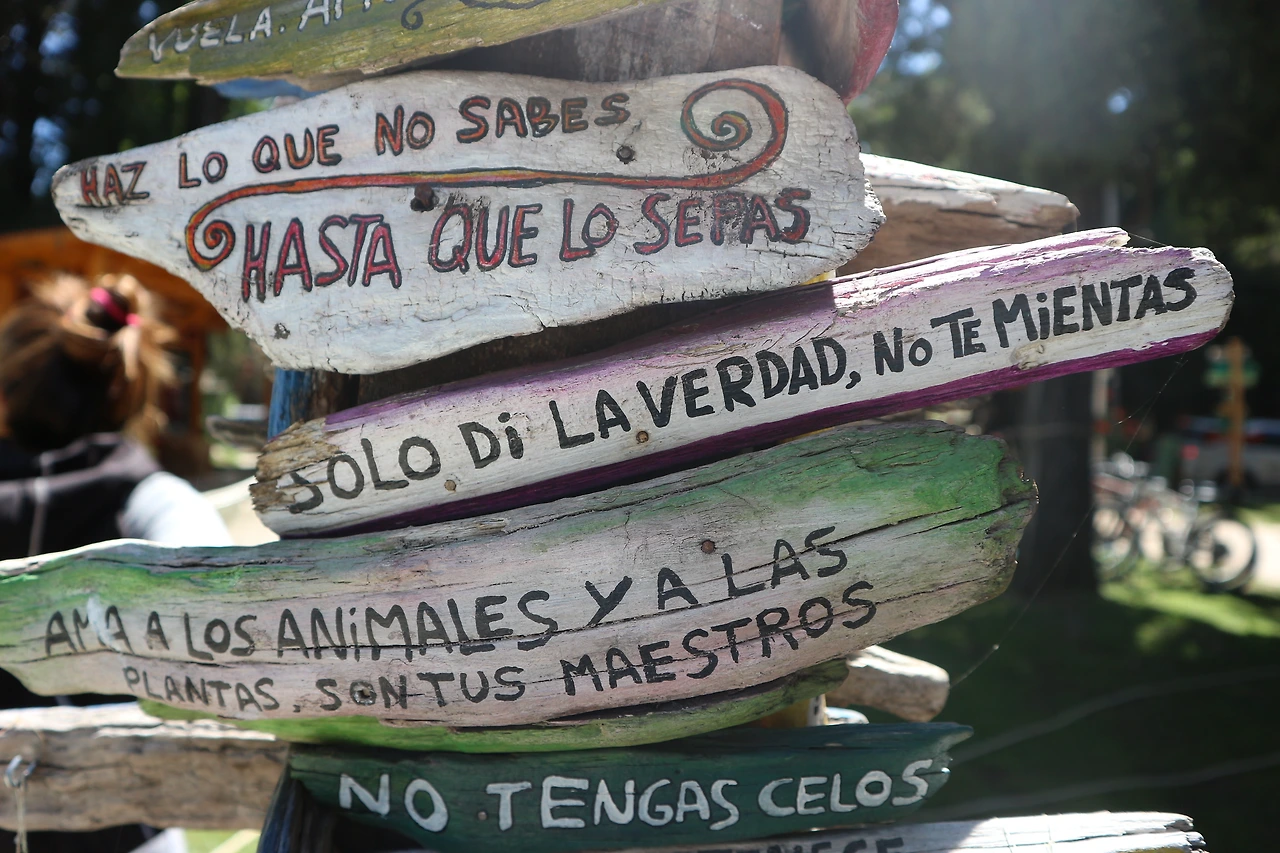 VUELA.
HAZ LO QUE NO SABES
HASTA QUE LO SEPAS
SOLO Di LA VERDAD, No TE MiENTAS
AMA A LOS ANiMALES Y A LAS
PLANTAS, SON TUS MAESTROS
NO TENGAS CELOS